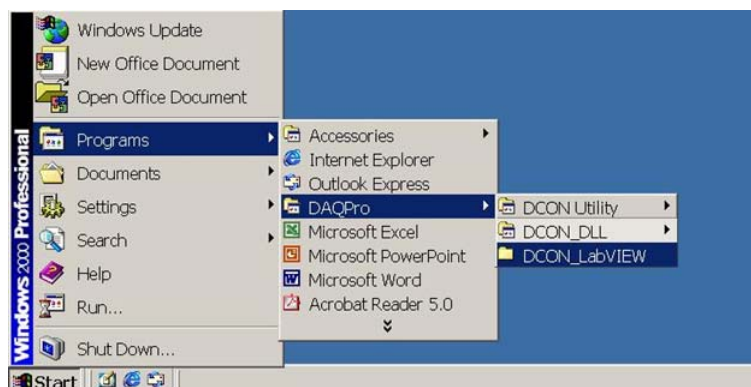 Windows Update
New Office Document
Open Office Document
Programs
Documents
Settings
Search
Help
Run...
Shut Down...
Windows 2000 Professional
Accessories
Internet Explorer
Outlook Express
DAQPro
Microsoft Excel
Microsoft PowerPoint
Microsoft Word
Acrobat Reader 5.0
DCON Utility
DCON_DLL
DCON_LabVIEW
Start